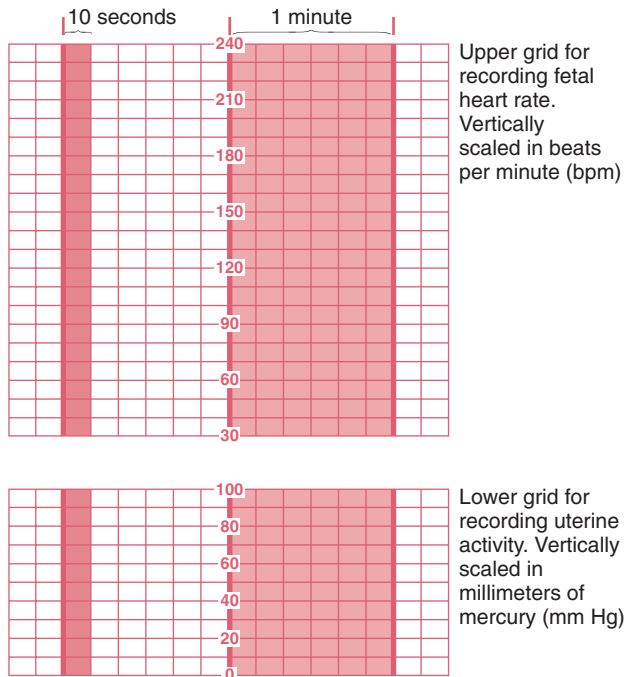 10 seconds
1 minute
240
210
180
150
120
90
60
30
Upper grid for
recording fetal
heart rate.
Vertically
scaled in beats
per minute (bpm)
100
80
60
40
20
0
Lower grid for
recording uterine
activity. Vertically
scaled in
millimeters of
mercury (mm Hg)